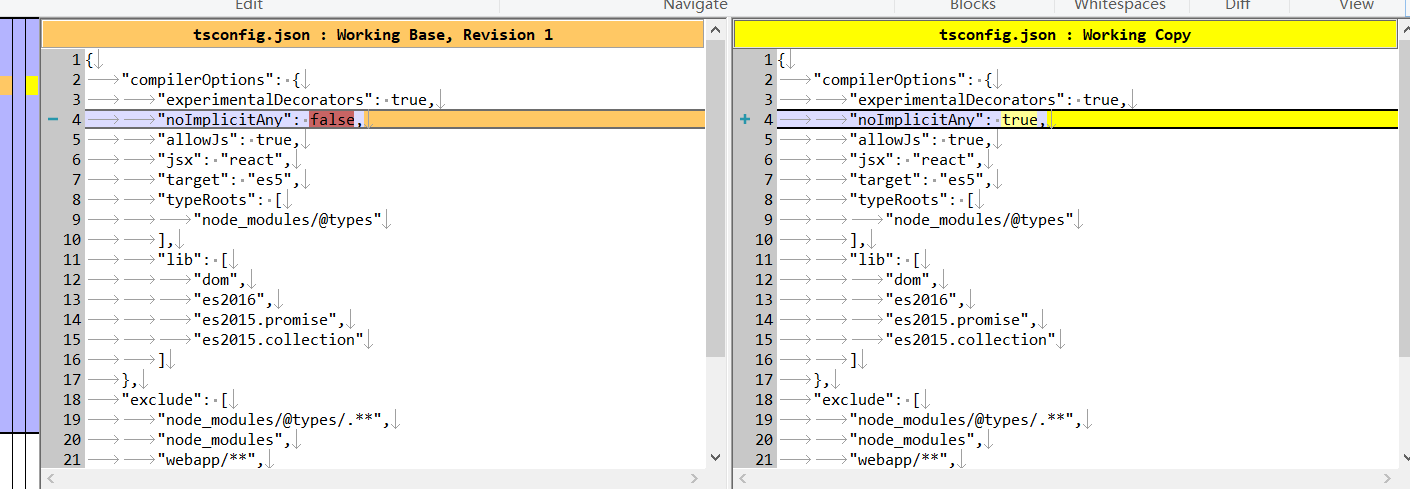 Edit Navigate Blocks Whitespaces Diff View
tsconfig.json : Working Base, Revision 1
1 {
2 "compilerOptions": {
3 "experimentalDecorators": true,
4 "noImplicitAny": false,
5 "allowJs": true,
6 "jsx": "react",
7 "target": "es5",
8 "typeRoots": [
9 "node_modules/@types"
10 ],
11 "lib": [
12 "dom",
13 "es2016",
14 "es2015.promise",
15 "es2015.collection"
16 ]
17 },
18 "exclude": [
19 "node_modules/@types/.**",
20 "node_modules",
21 "webapp/**",
tsconfig.json : Working Copy
1 {
2 "compilerOptions": {
3 "experimentalDecorators": true,
4 "noImplicitAny": true,
5 "allowJs": true,
6 "jsx": "react",
7 "target": "es5",
8 "typeRoots": [
9 "node_modules/@types"
10 ],
11 "lib": [
12 "dom",
13 "es2016",
14 "es2015.promise",
15 "es2015.collection"
16 ]
17 },
18 "exclude": [
19 "node_modules/@types/.**",
20 "node_modules",
21 "webapp/**",